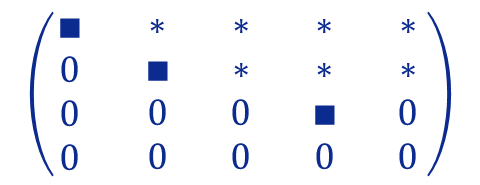 ■ * * * *
0 ■ * * *
0 0 0 ■ 0
0 0 0 0 0